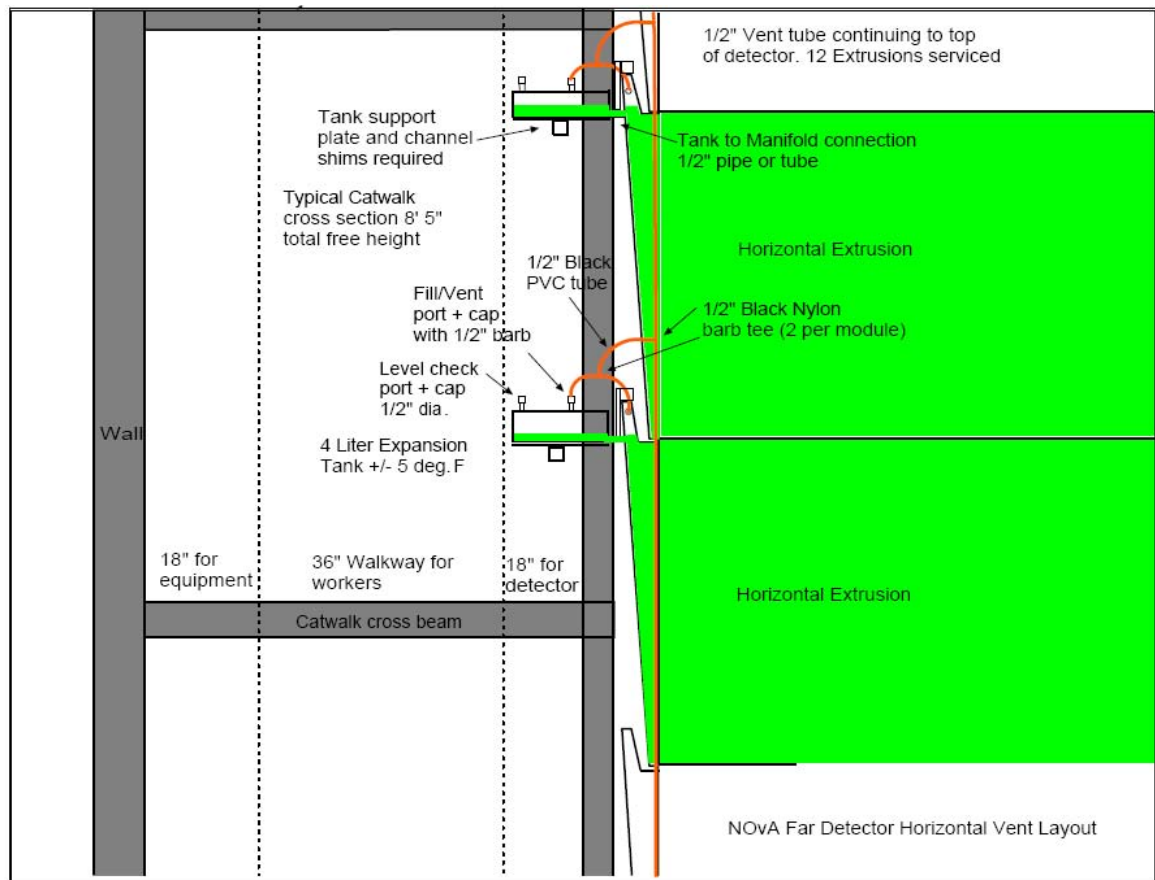 1/2" Vent tube continuing to top
of detector. 12 Extrusions serviced
Tank support
plate and channel
shims required
Tank to Manifold connection
1/2" pipe or tube
Typical Catwalk
cross section 8' 5"
total free height
Horizontal Extrusion
1/2" Black
PVC tube
Fill/Vent
port + cap
with 1/2" barb
1/2" Black Nylon
barb tee (2 per module)
Level check
port + cap
1/2" dia.
Wall
4 Liter Expansion
Tank +/- 5 deg. F
18" for
equipment
36" Walkway for
workers
18" for
detector
Horizontal Extrusion
Catwalk cross beam
NOvA Far Detector Horizontal Vent Layout